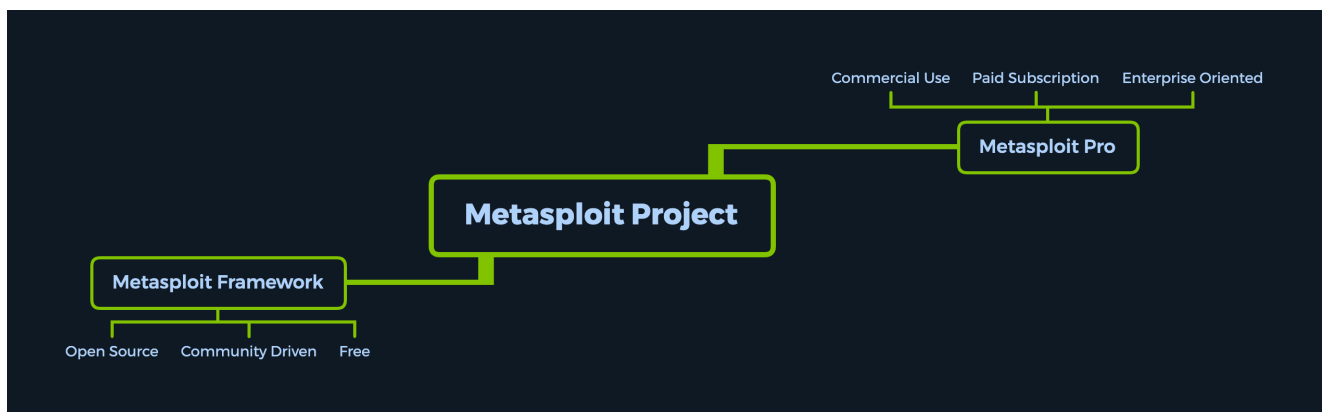 Commercial Use Paid Subscription Enterprise Oriented
Metasploit Pro
Metasploit Project
Metasploit Framework
Open Source Community Driven Free